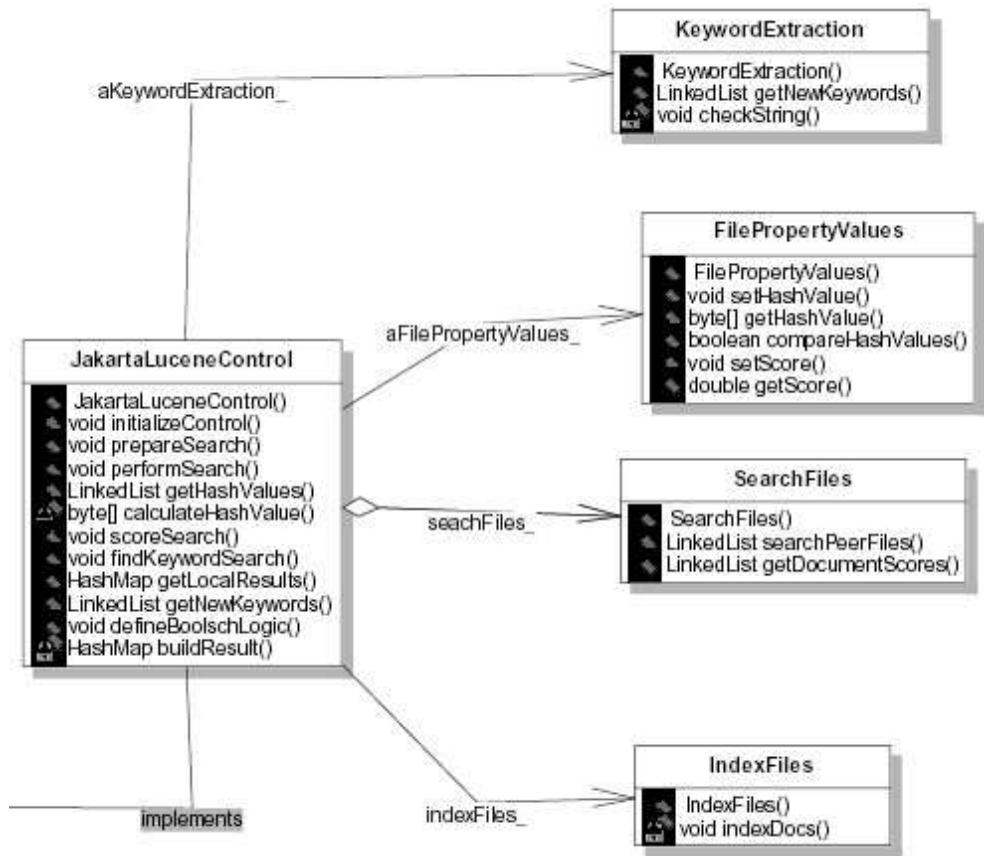 KeywordExtraction
KeywordExtraction()
LinkedList getNewKeywords()
void checkString()
aKeywordExtraction_
FilePropertyValues
FilePropertyValues()
void setHashValue()
byte[] getHashValue()
boolean compareHashValues()
void setScore()
double getScore()
aFilePropertyValues_
JakartaLuceneControl
JakartaLuceneControl()
void initializeControl()
void prepareSearch()
void performSearch()
LinkedList getHashValues()
byte[] calculateHashValue()
void scoreSearch()
void findKeywordSearch()
HashMap getLocalResults()
LinkedList getNewKeywords()
void defineBoolschLogic()
HashMap buildResult()
SearchFiles
SearchFiles()
LinkedList searchPeerFiles()
LinkedList getDocumentScores()
seachFiles_
IndexFiles
IndexFiles()
void indexDocs()
indexFiles_
implements